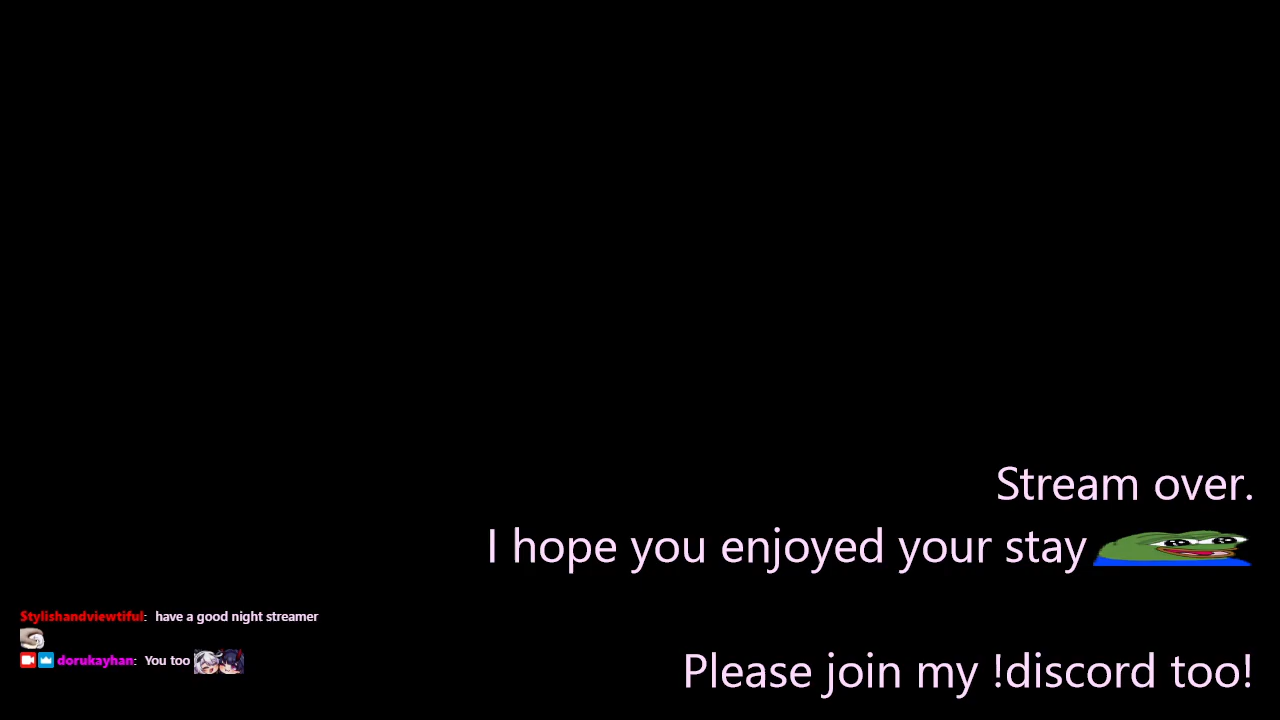 Stream over.
I hope you enjoyed your stay
Stylishandviewtiful: have a good night streamer
dorukayhan: You too
Please join my !discord too!